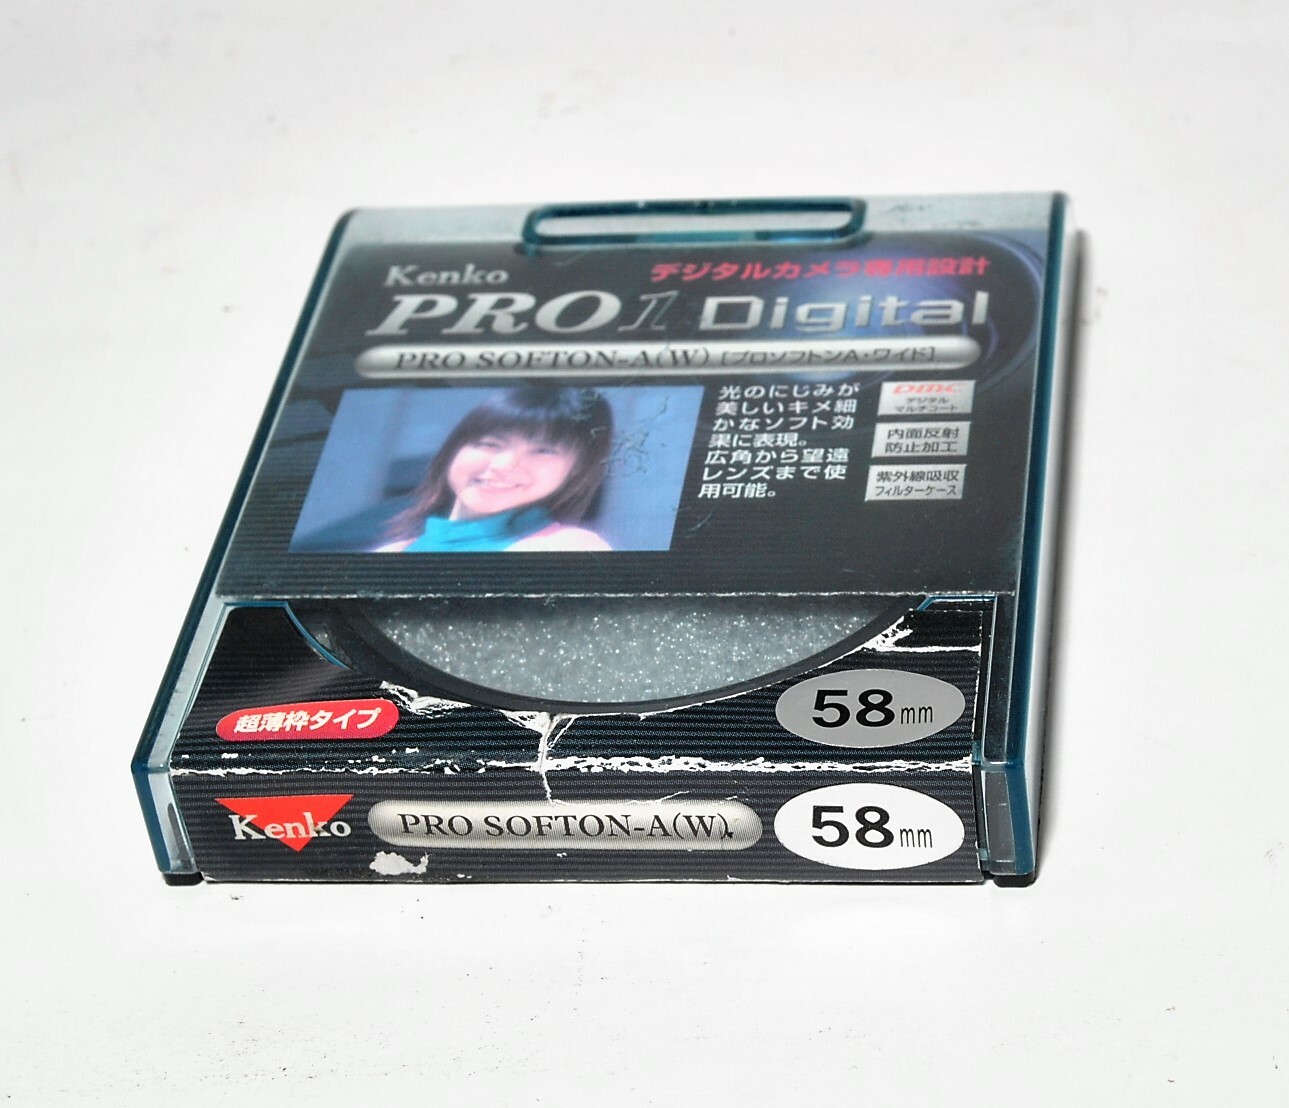 Kenko
デジタルカメラ専用設計
PRO1 Digital
PRO SOFTON-A(W) [プロソフトンA・ワイド]
光のにじみが
美しいキメ細
かなソフト効
果に表現。
広角から望遠
レンズまで使
用可能。
DMC
デジタル
マルチコート
内面反射
防止加工
紫外線吸収
フィルターケース
超薄枠タイプ
58mm
Kenko
PRO SOFTON-A(W)
58mm